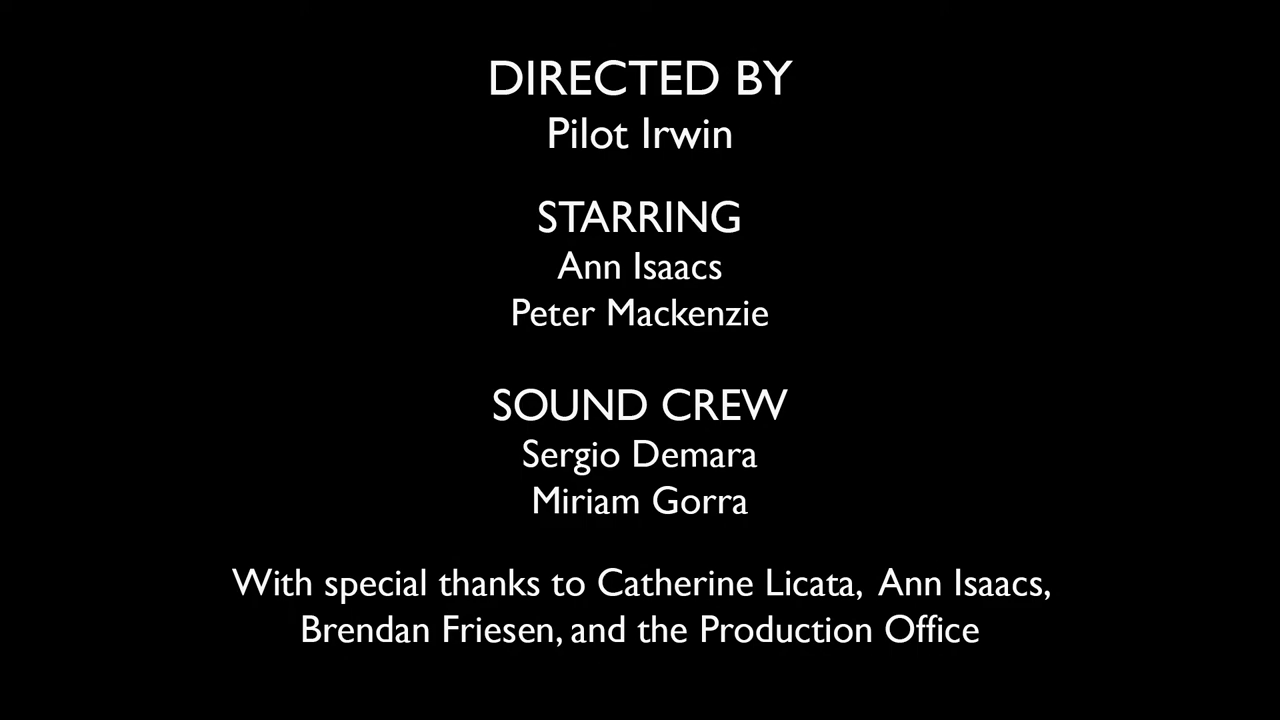 DIRECTED BY
Pilot Irwin
STARRING
Ann Isaacs
Peter Mackenzie
SOUND CREW
Sergio Demara
Miriam Gorra
With special thanks to Catherine Licata, Ann Isaacs,
Brendan Friesen, and the Production Office